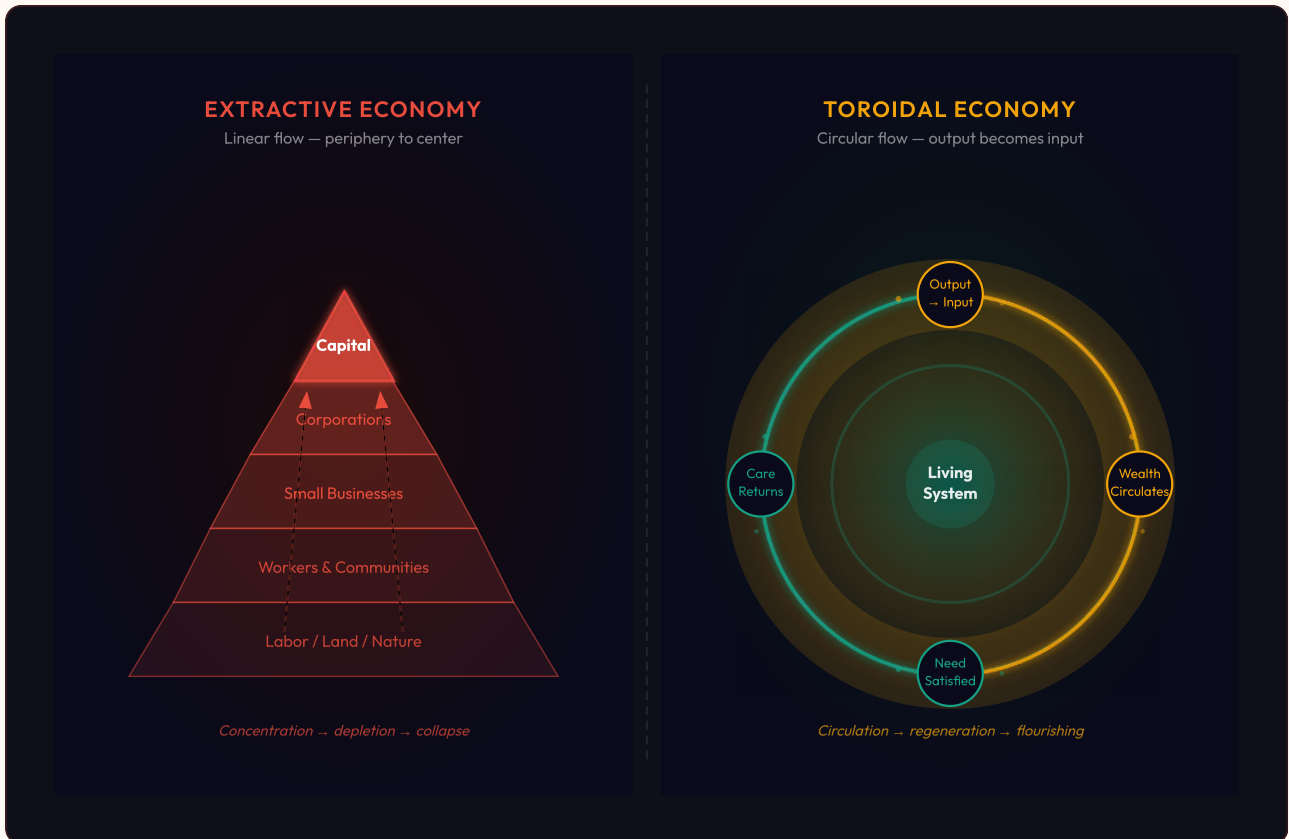 EXTRACTIVE ECONOMY
Linear flow — periphery to center
Capital
Corporations
Small Businesses
Workers & Communities
Labor / Land / Nature
Concentration → depletion → collapse
TOROIDAL ECONOMY
Circular flow — output becomes input
Output
→ Input
Care
Returns
Living
System
Wealth
Circulates
Need
Satisfied
Circulation → regeneration → flourishing